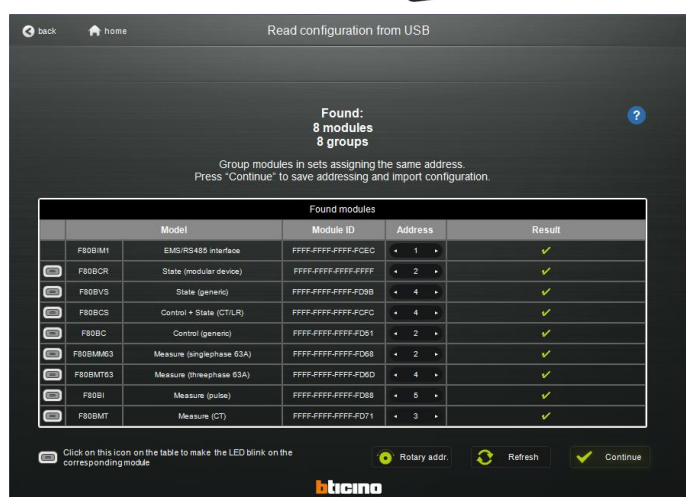 back
home
Read configuration from USB
Found:
8 modules
8 groups
?
Group modules in sets assigning the same address.
Press "Continue" to save addressing and import configuration.
Found modules
Model Module ID Address Result
F80BIM1 EMS/RS485 interface FFFF-FFFF-FFFF-FCEC 1
F80BCR State (modular device) FFFF-FFFF-FFFF-FFFF 2
F80BVS State (generic) FFFF-FFFF-FFFF-FD9B 4
F80BCS Control + State (CT/LR) FFFF-FFFF-FFFF-FCFC 4
F80BC Control (generic) FFFF-FFFF-FFFF-FD51 2
F80BMM63 Measure (singlephase 63A) FFFF-FFFF-FFFF-FD68 2
F80BMT63 Measure (threephase 63A) FFFF-FFFF-FFFF-FD6D 4
F80BI Measure (pulse) FFFF-FFFF-FFFF-FD88 5
F80BMT Measure (CT) FFFF-FFFF-FFFF-FD71 3
Click on this icon on the table to make the LED blink on the
corresponding module
Rotary addr.
Refresh
Continue
bticino